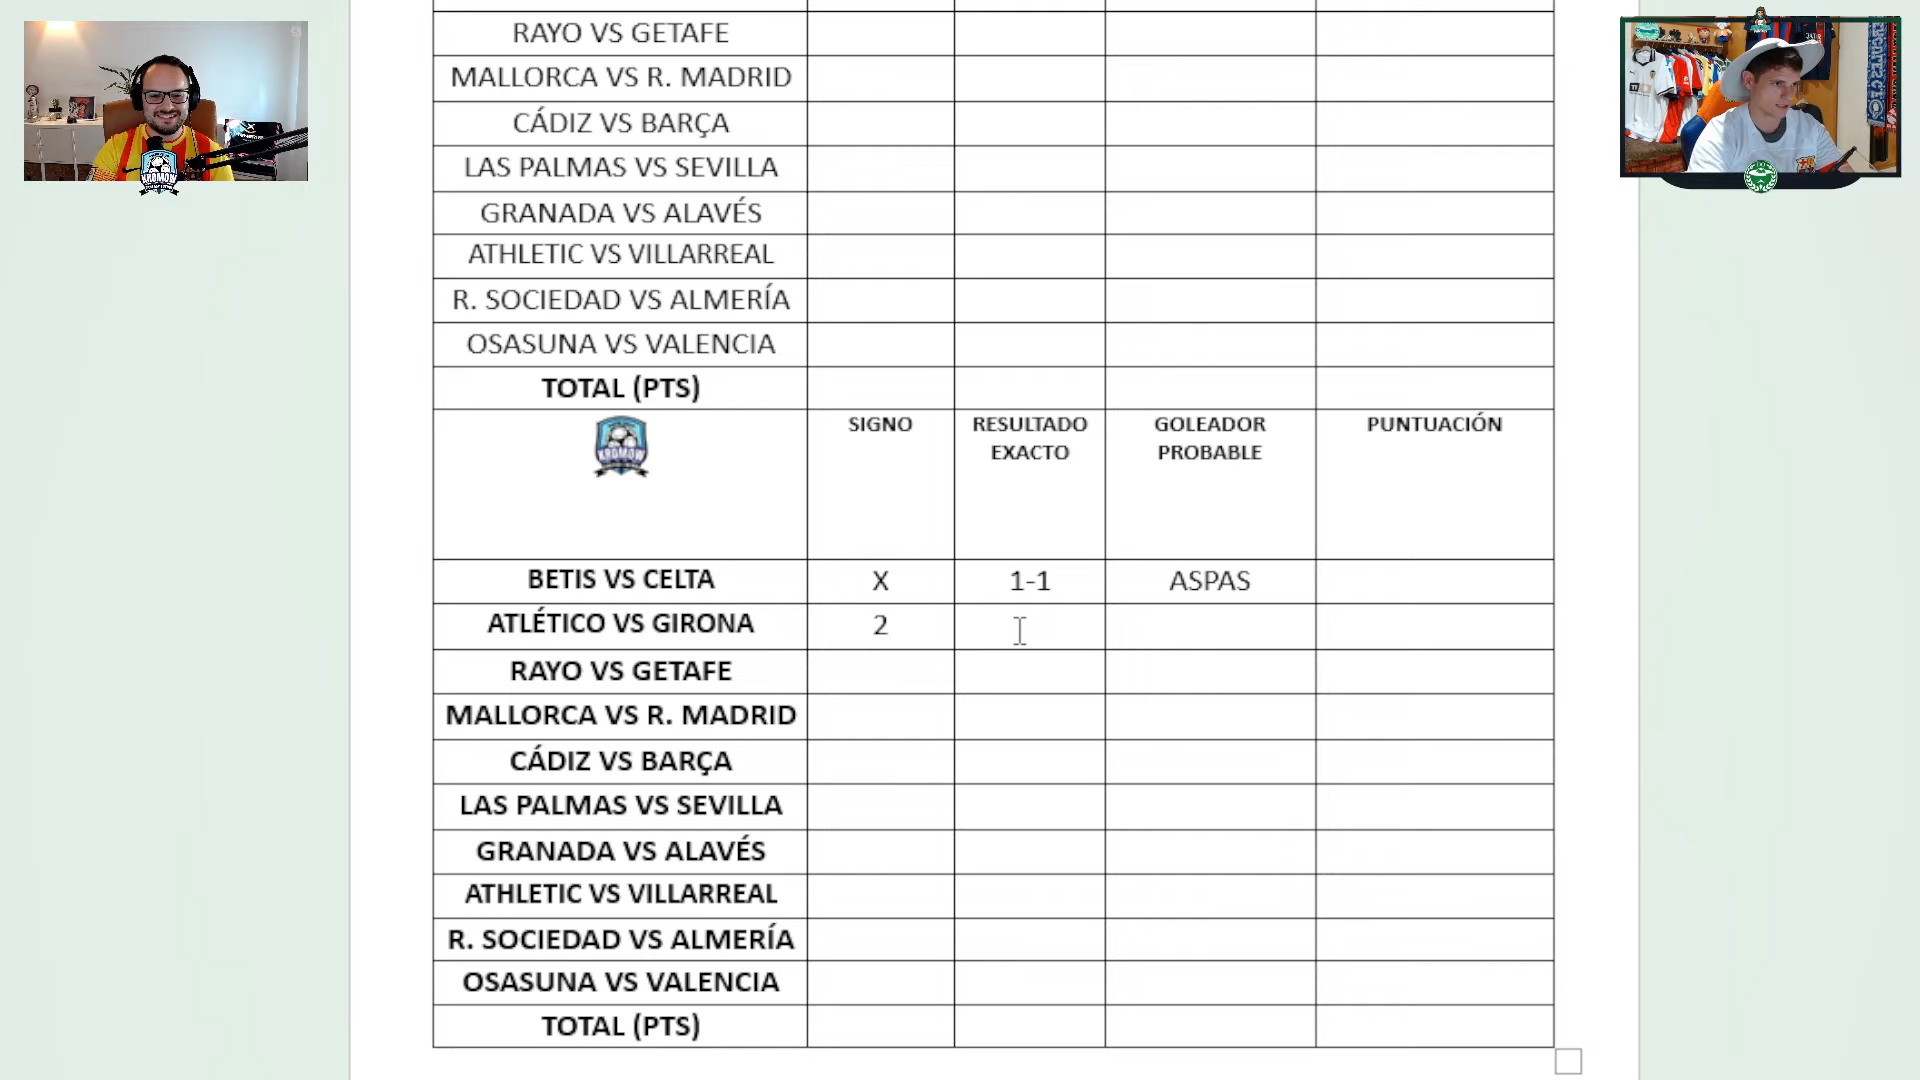 RAYO VS GETAFE
MALLORCA VS R. MADRID
CÁDIZ VS BARÇA
LAS PALMAS VS SEVILLA
GRANADA VS ALAVÉS
ATHLETIC VS VILLARREAL
R. SOCIEDAD VS ALMERÍA
OSASUNA VS VALENCIA
TOTAL (PTS)
KROMOW SIGNO RESULTADO EXACTO GOLEADOR PROBABLE PUNTUACIÓN
BETIS VS CELTA X 1-1 ASPAS
ATLÉTICO VS GIRONA 2
RAYO VS GETAFE
MALLORCA VS R. MADRID
CÁDIZ VS BARÇA
LAS PALMAS VS SEVILLA
GRANADA VS ALAVÉS
ATHLETIC VS VILLARREAL
R. SOCIEDAD VS ALMERÍA
OSASUNA VS VALENCIA
TOTAL (PTS)
KROMOW